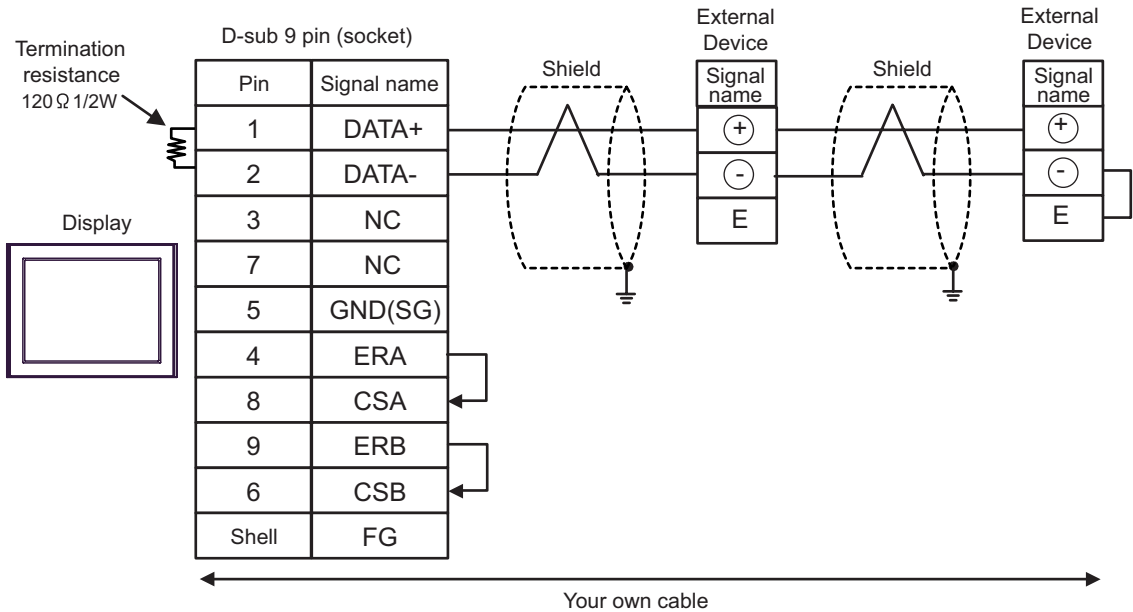 Termination
resistance
120Ω1/2W
D-sub 9 pin (socket)
Pin Signal name
1 DATA+
2 DATA-
3 NC
7 NC
5 GND(SG)
4 ERA
8 CSA
9 ERB
6 CSB
Shell FG
Display
Shield
External
Device
Signal
name
+
-
E
Shield
External
Device
Signal
name
+
-
E
Your own cable